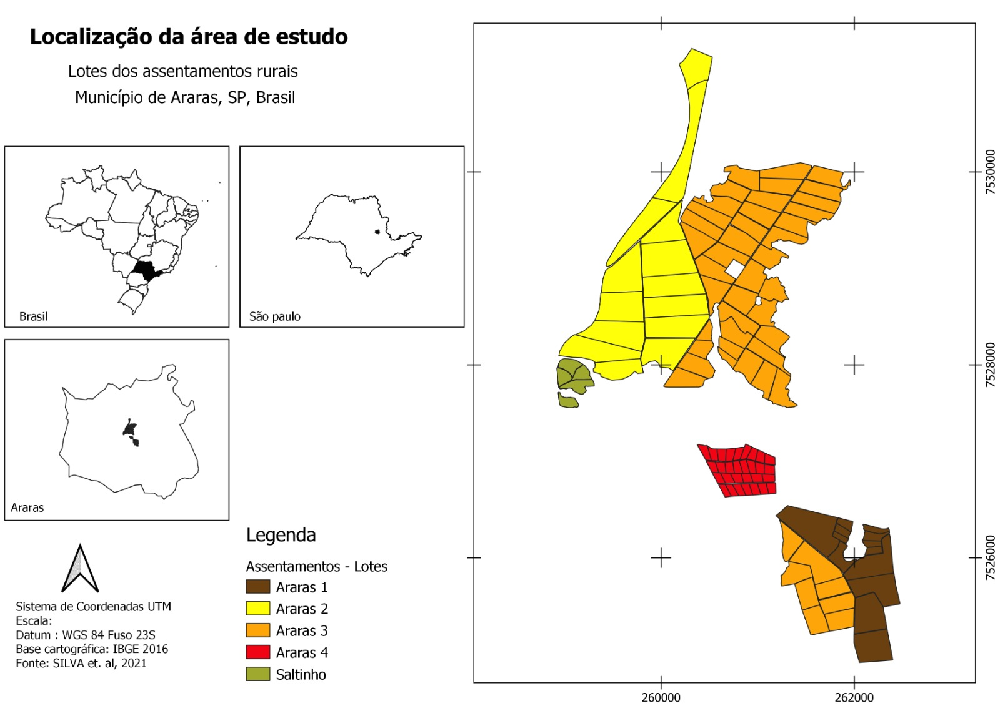 Localização da área de estudo
Lotes dos assentamentos rurais
Município de Araras, SP, Brasil
Brasil
São paulo
Araras
Sistema de Coordenadas UTM
Escala:
Datum : WGS 84 Fuso 23S
Base cartográfica: IBGE 2016
Fonte: SILVA et. al, 2021
Legenda
Assentamentos - Lotes
Araras 1
Araras 2
Araras 3
Araras 4
Saltinho
7530000
7528000
7526000
260000
262000